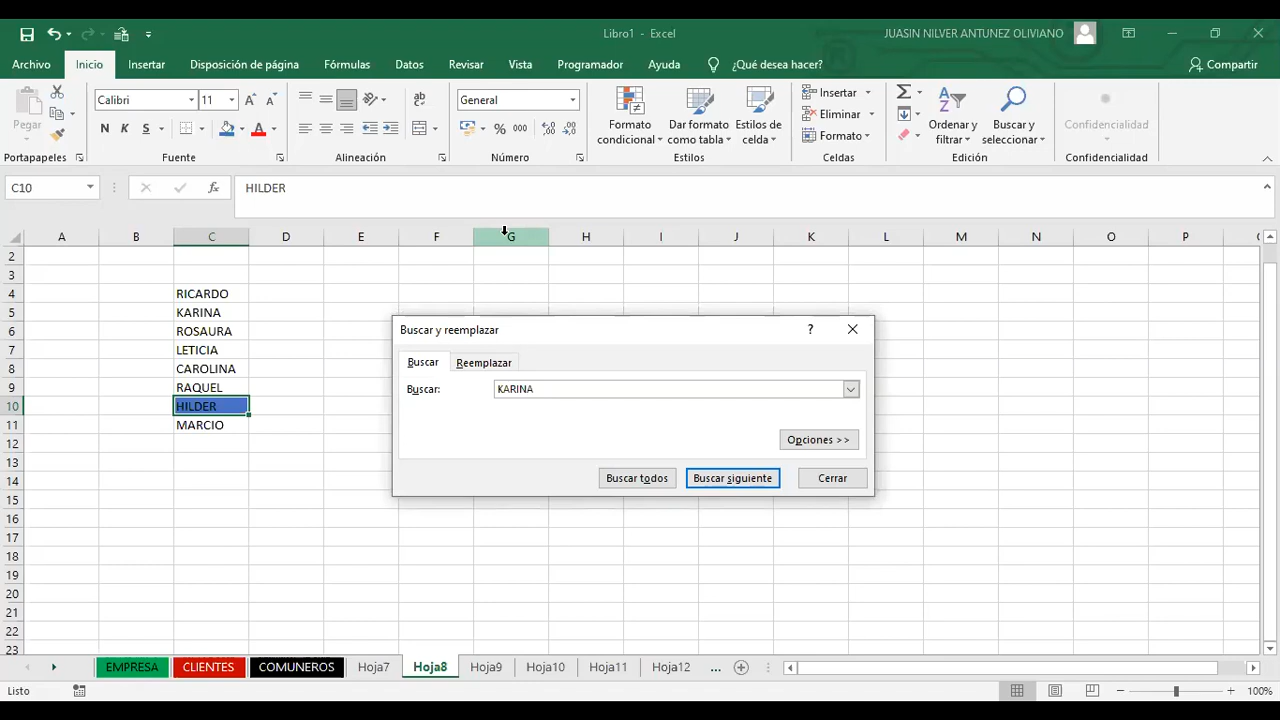 Libro1 - Excel
JUASIN NILVER ANTUNEZ OLIVIANO
Archivo Inicio Insertar Disposición de página Fórmulas Datos Revisar Vista Programador Ayuda ¿Qué desea hacer? Compartir
Pegar
Calibri 11
N K S
General
% 000
Formato condicional
Dar formato como tabla
Estilos de celda
Insertar
Eliminar
Formato
Ordenar y filtrar
Buscar y seleccionar
Confidencialidad
Portapapeles Fuente Alineación Número Estilos Celdas Edición Confidencialidad
C10 fx HILDER
A B C D E F G H I J K L M N O P
2
3
4 RICARDO
5 KARINA
6 ROSAURA
7 LETICIA
8 CAROLINA
9 RAQUEL
10 HILDER
11 MARCIO
12
13
14
15
16
17
18
19
20
21
22
23
Buscar y reemplazar ?
Buscar Reemplazar
Buscar: KARINA
Opciones >>
Buscar todos Buscar siguiente Cerrar
EMPRESA CLIENTES COMUNEROS Hoja7 Hoja8 Hoja9 Hoja10 Hoja11 Hoja12 ...
Listo 100%